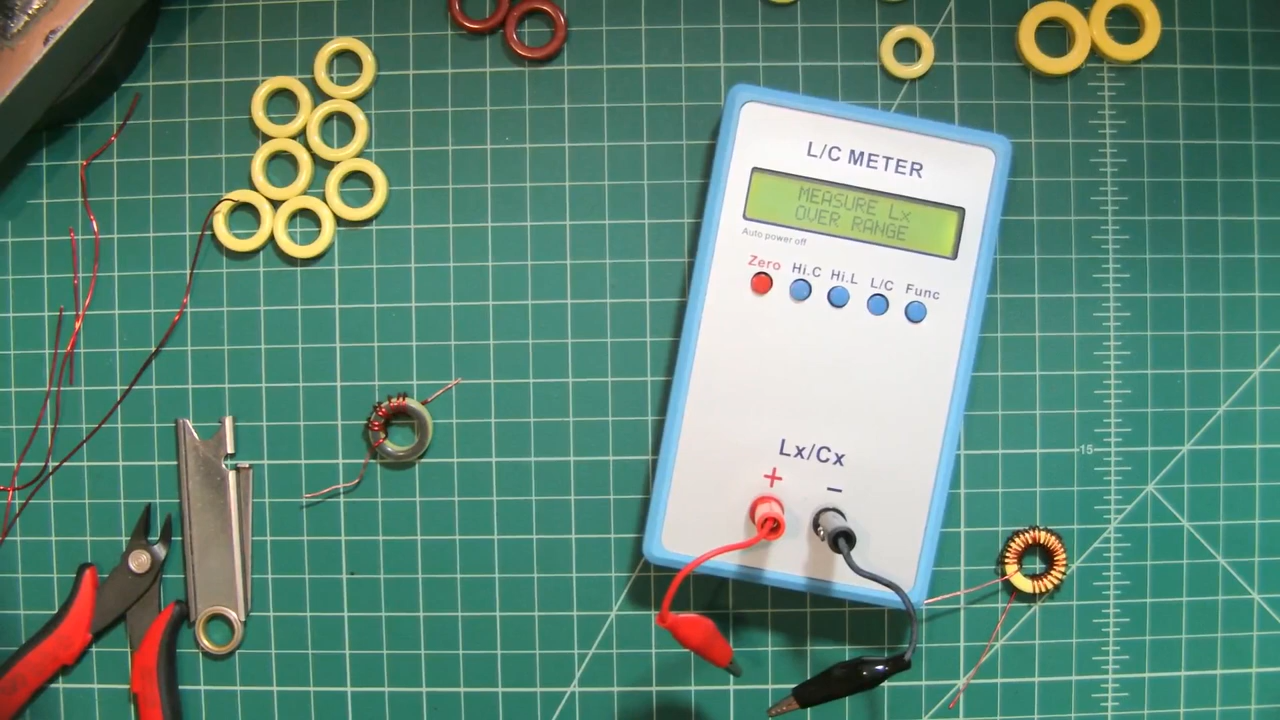 L/C METER
MEASURE Lx
OVER RANGE
Auto power off
Zero Hi.C Hi.L L/C Func
Lx/Cx
+ −
15